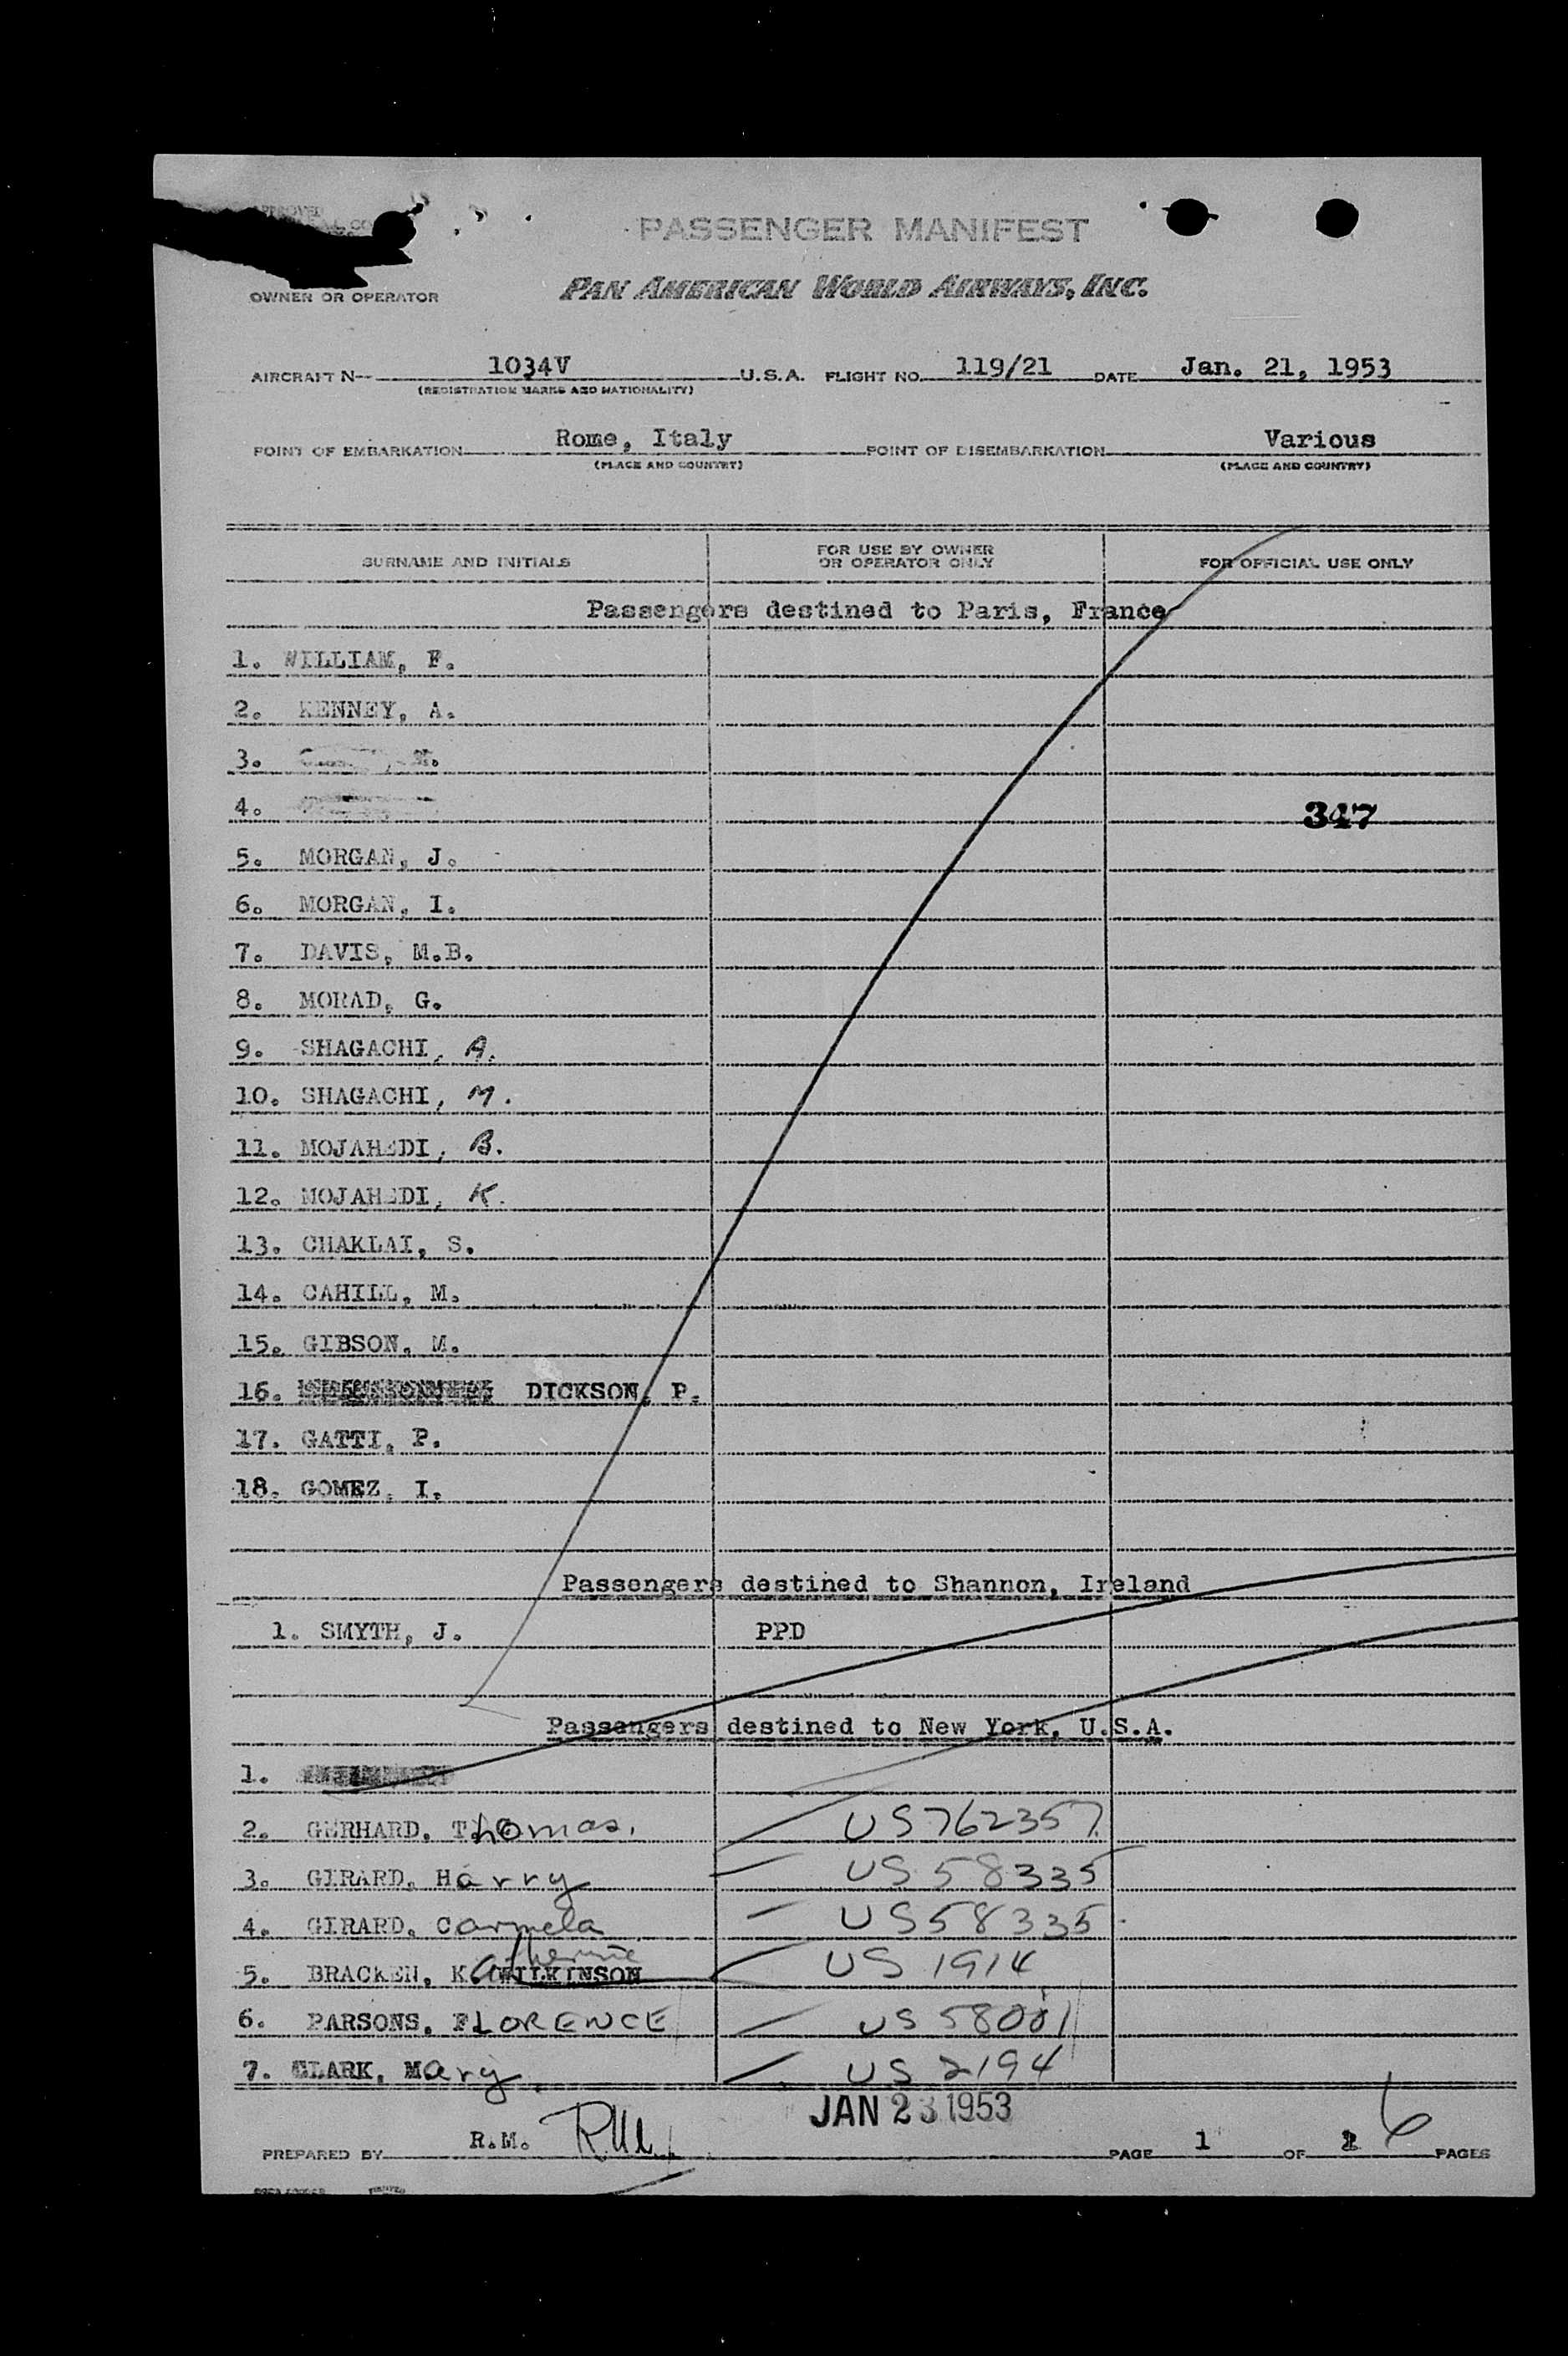 PASSENGER MANIFEST
OWNER OR OPERATOR
PAN AMERICAN WORLD AIRWAYS, INC.
AIRCRAFT N-- 1034V U.S.A. FLIGHT NO. 119/21 DATE Jan. 21, 1953
(REGISTRATION MARKS AND NATIONALITY)
POINT OF EMBARKATION Rome, Italy POINT OF DISEMBARKATION Various
(PLACE AND COUNTRY) (PLACE AND COUNTRY)
SURNAME AND INITIALS FOR USE BY OWNER OR OPERATOR ONLY FOR OFFICIAL USE ONLY
Passengers destined to Paris, France
1. WILLIAM, F.
2. KENNEY, A.
3.
4. 347
5. MORGAN, J.
6. MORGAN, I.
7. DAVIS, M.B.
8. MORAD, G.
9. SHAGACHI, A.
10. SHAGACHI, M.
11. MOJAHEDI, B.
12. MOJAHEDI, K.
13. CHAKLAI, S.
14. CAHILL, M.
15. GIBSON, M.
16. DICKSON, P.
17. GATTI, P.
18. GOMEZ, I.
Passengers destined to Shannon, Ireland
1. SMYTH, J. PPD
Passengers destined to New York, U.S.A.
1.
2. GERHARD, Thomas. US762357
3. GIRARD, Harry US 58335
4. GIRARD, Carmela US58335
5. BRACKEN, Katherine WILKINSON US 1914
6. PARSONS, FLORENCE US 58001
7. CLARK, Mary US 2194
JAN 23 1953
PREPARED BY R.M. PAGE 1 OF 6 PAGES